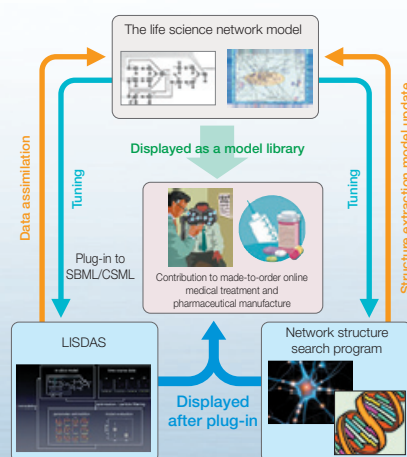 The life science network model
Displayed as a model library
Data assimilation
Tuning
Tuning
Structure extraction model update
Plug-in to
SBML/CSML
Contribution to made-to-order online
medical treatment and
pharmaceutical manufacture
LISDAS
Network structure
search program
Displayed
after plug-in